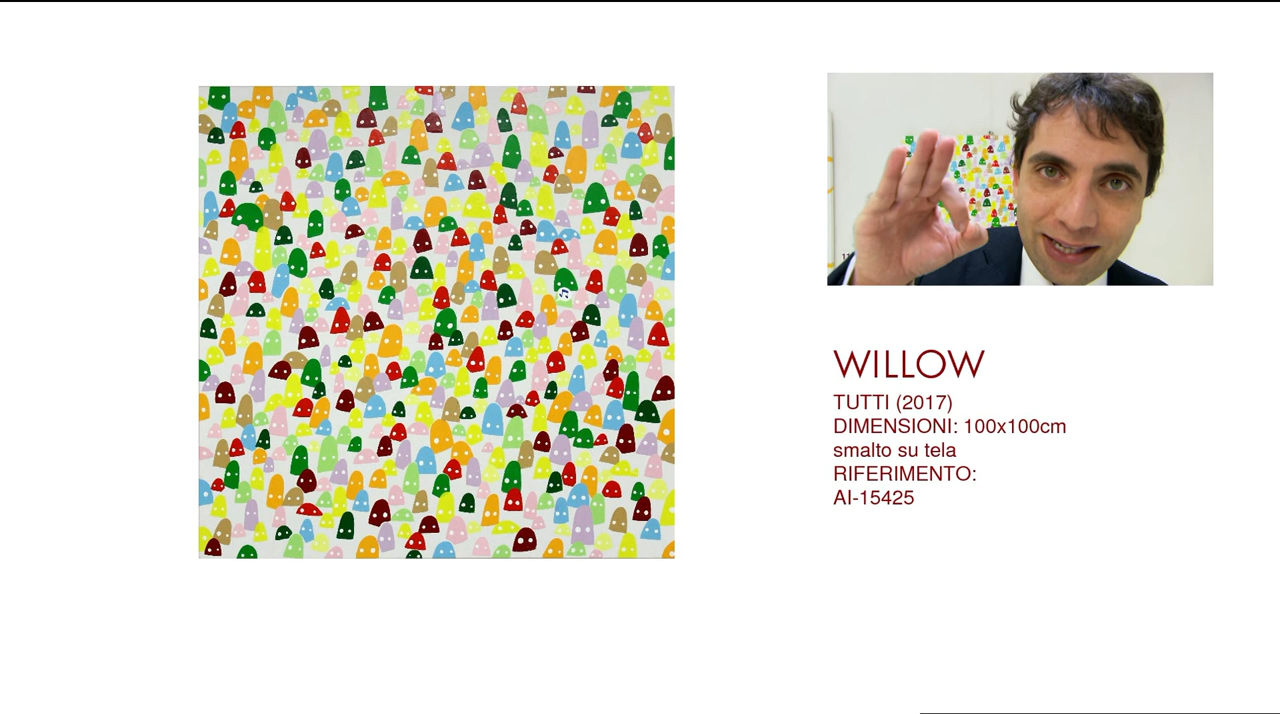 WILLOW
TUTTI (2017)
DIMENSIONI: 100x100cm
smalto su tela
RIFERIMENTO:
AI-15425